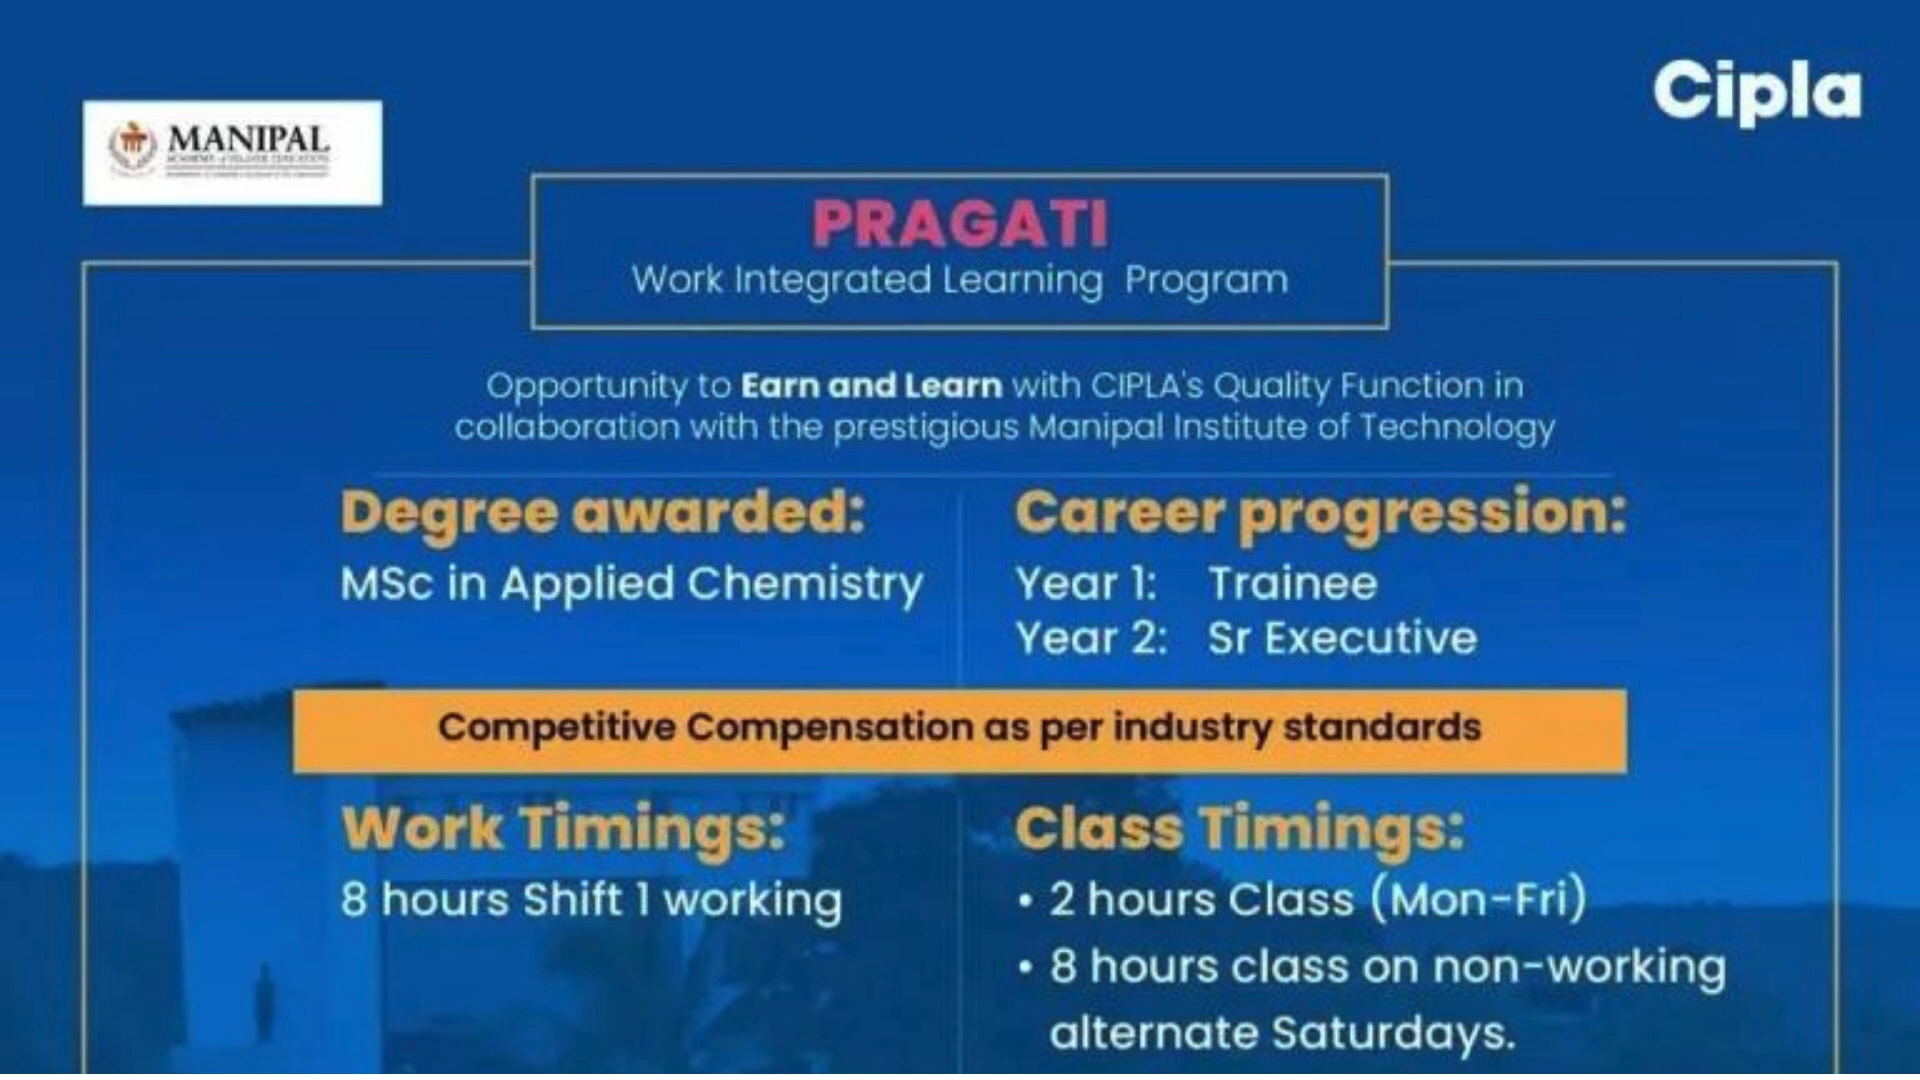 Cipla
MANIPAL
PRAGATI
Work Integrated Learning Program
Opportunity to Earn and Learn with CIPLA's Quality Function in
collaboration with the prestigious Manipal Institute of Technology
Degree awarded:
MSc in Applied Chemistry
Career progression:
Year 1: Trainee
Year 2: Sr Executive
Competitive Compensation as per industry standards
Work Timings:
8 hours Shift 1 working
Class Timings:
• 2 hours Class (Mon-Fri)
• 8 hours class on non-working
alternate Saturdays.